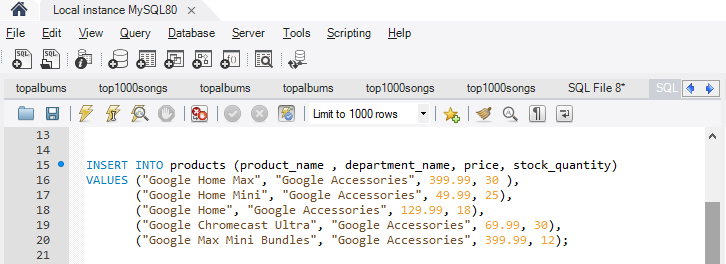 Local instance MySQL80
File Edit View Query Database Server Tools Scripting Help
topalbums top1000songs topalbums topalbums top1000songs top1000songs SQL File 8* SQL
Limit to 1000 rows
13
14
15 INSERT INTO products (product_name , department_name, price, stock_quantity)
16 VALUES ("Google Home Max", "Google Accessories", 399.99, 30 ),
17 ("Google Home Mini", "Google Accessories", 49.99, 25),
18 ("Google Home", "Google Accessories", 129.99, 18),
19 ("Google Chromecast Ultra", "Google Accessories", 69.99, 30),
20 ("Google Max Mini Bundles", "Google Accessories", 399.99, 12);
21